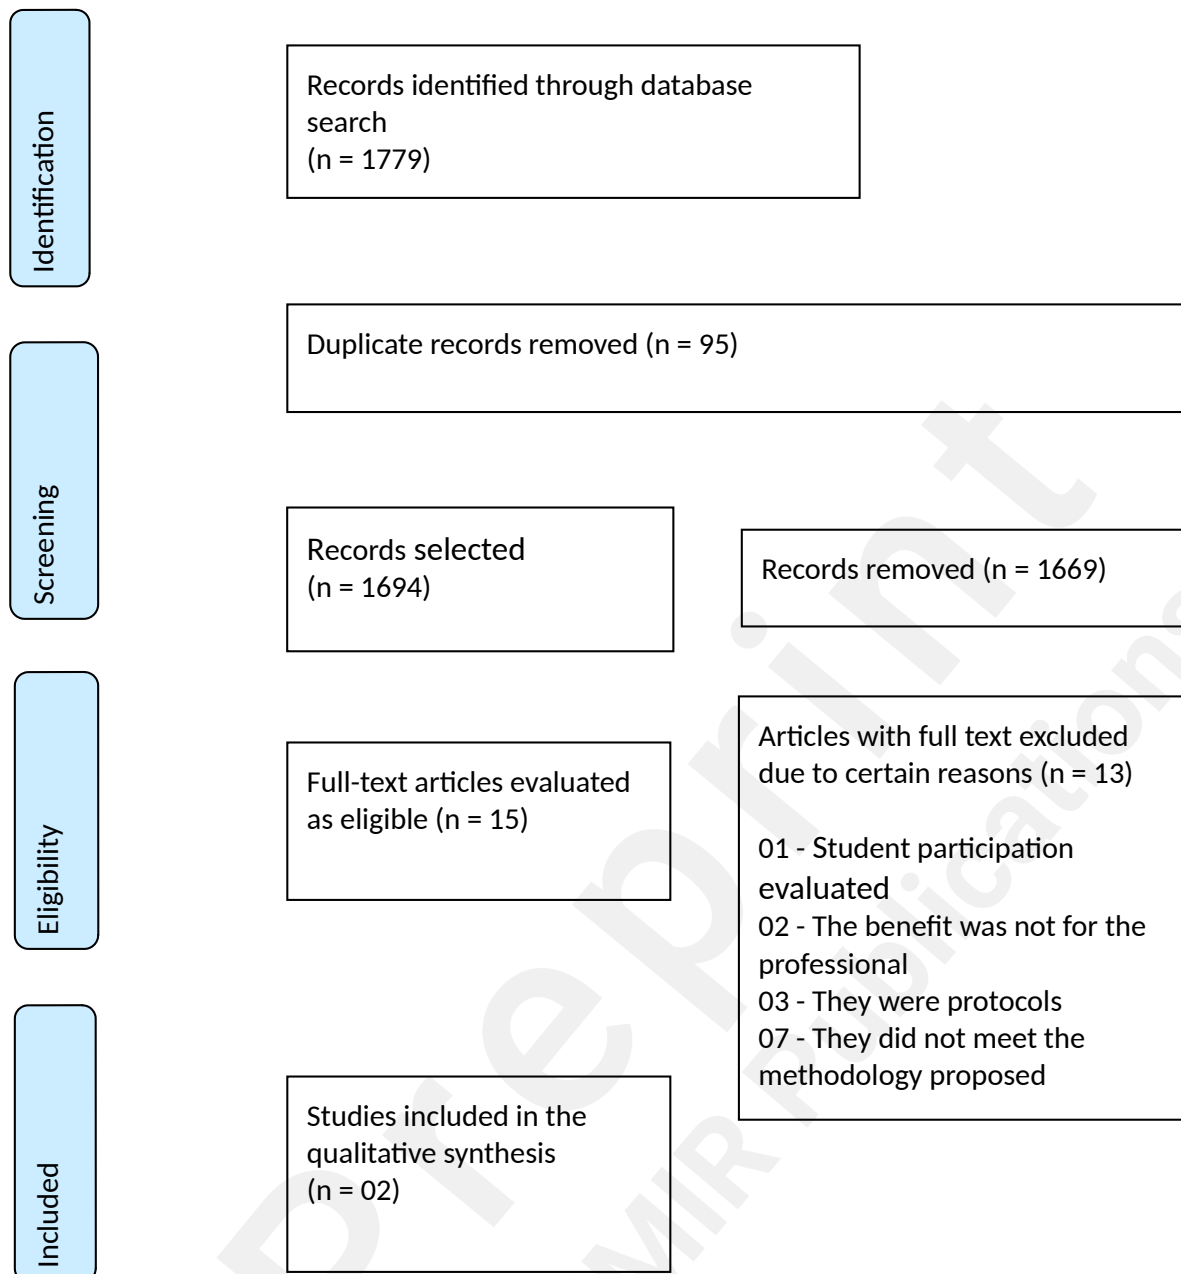 Identification
Records identified through database
search
(n = 1779)
Duplicate records removed (n = 95)
Screening
Records selected
(n = 1694)
Records removed (n = 1669)
Eligibility
Full-text articles evaluated
as eligible (n = 15)
Articles with full text excluded
due to certain reasons (n = 13)
01 - Student participation
evaluated
02 - The benefit was not for the
professional
03 - They were protocols
07 - They did not meet the
methodology proposed
Included
Studies included in the
qualitative synthesis
(n = 02)
Preprint
MIR Publications